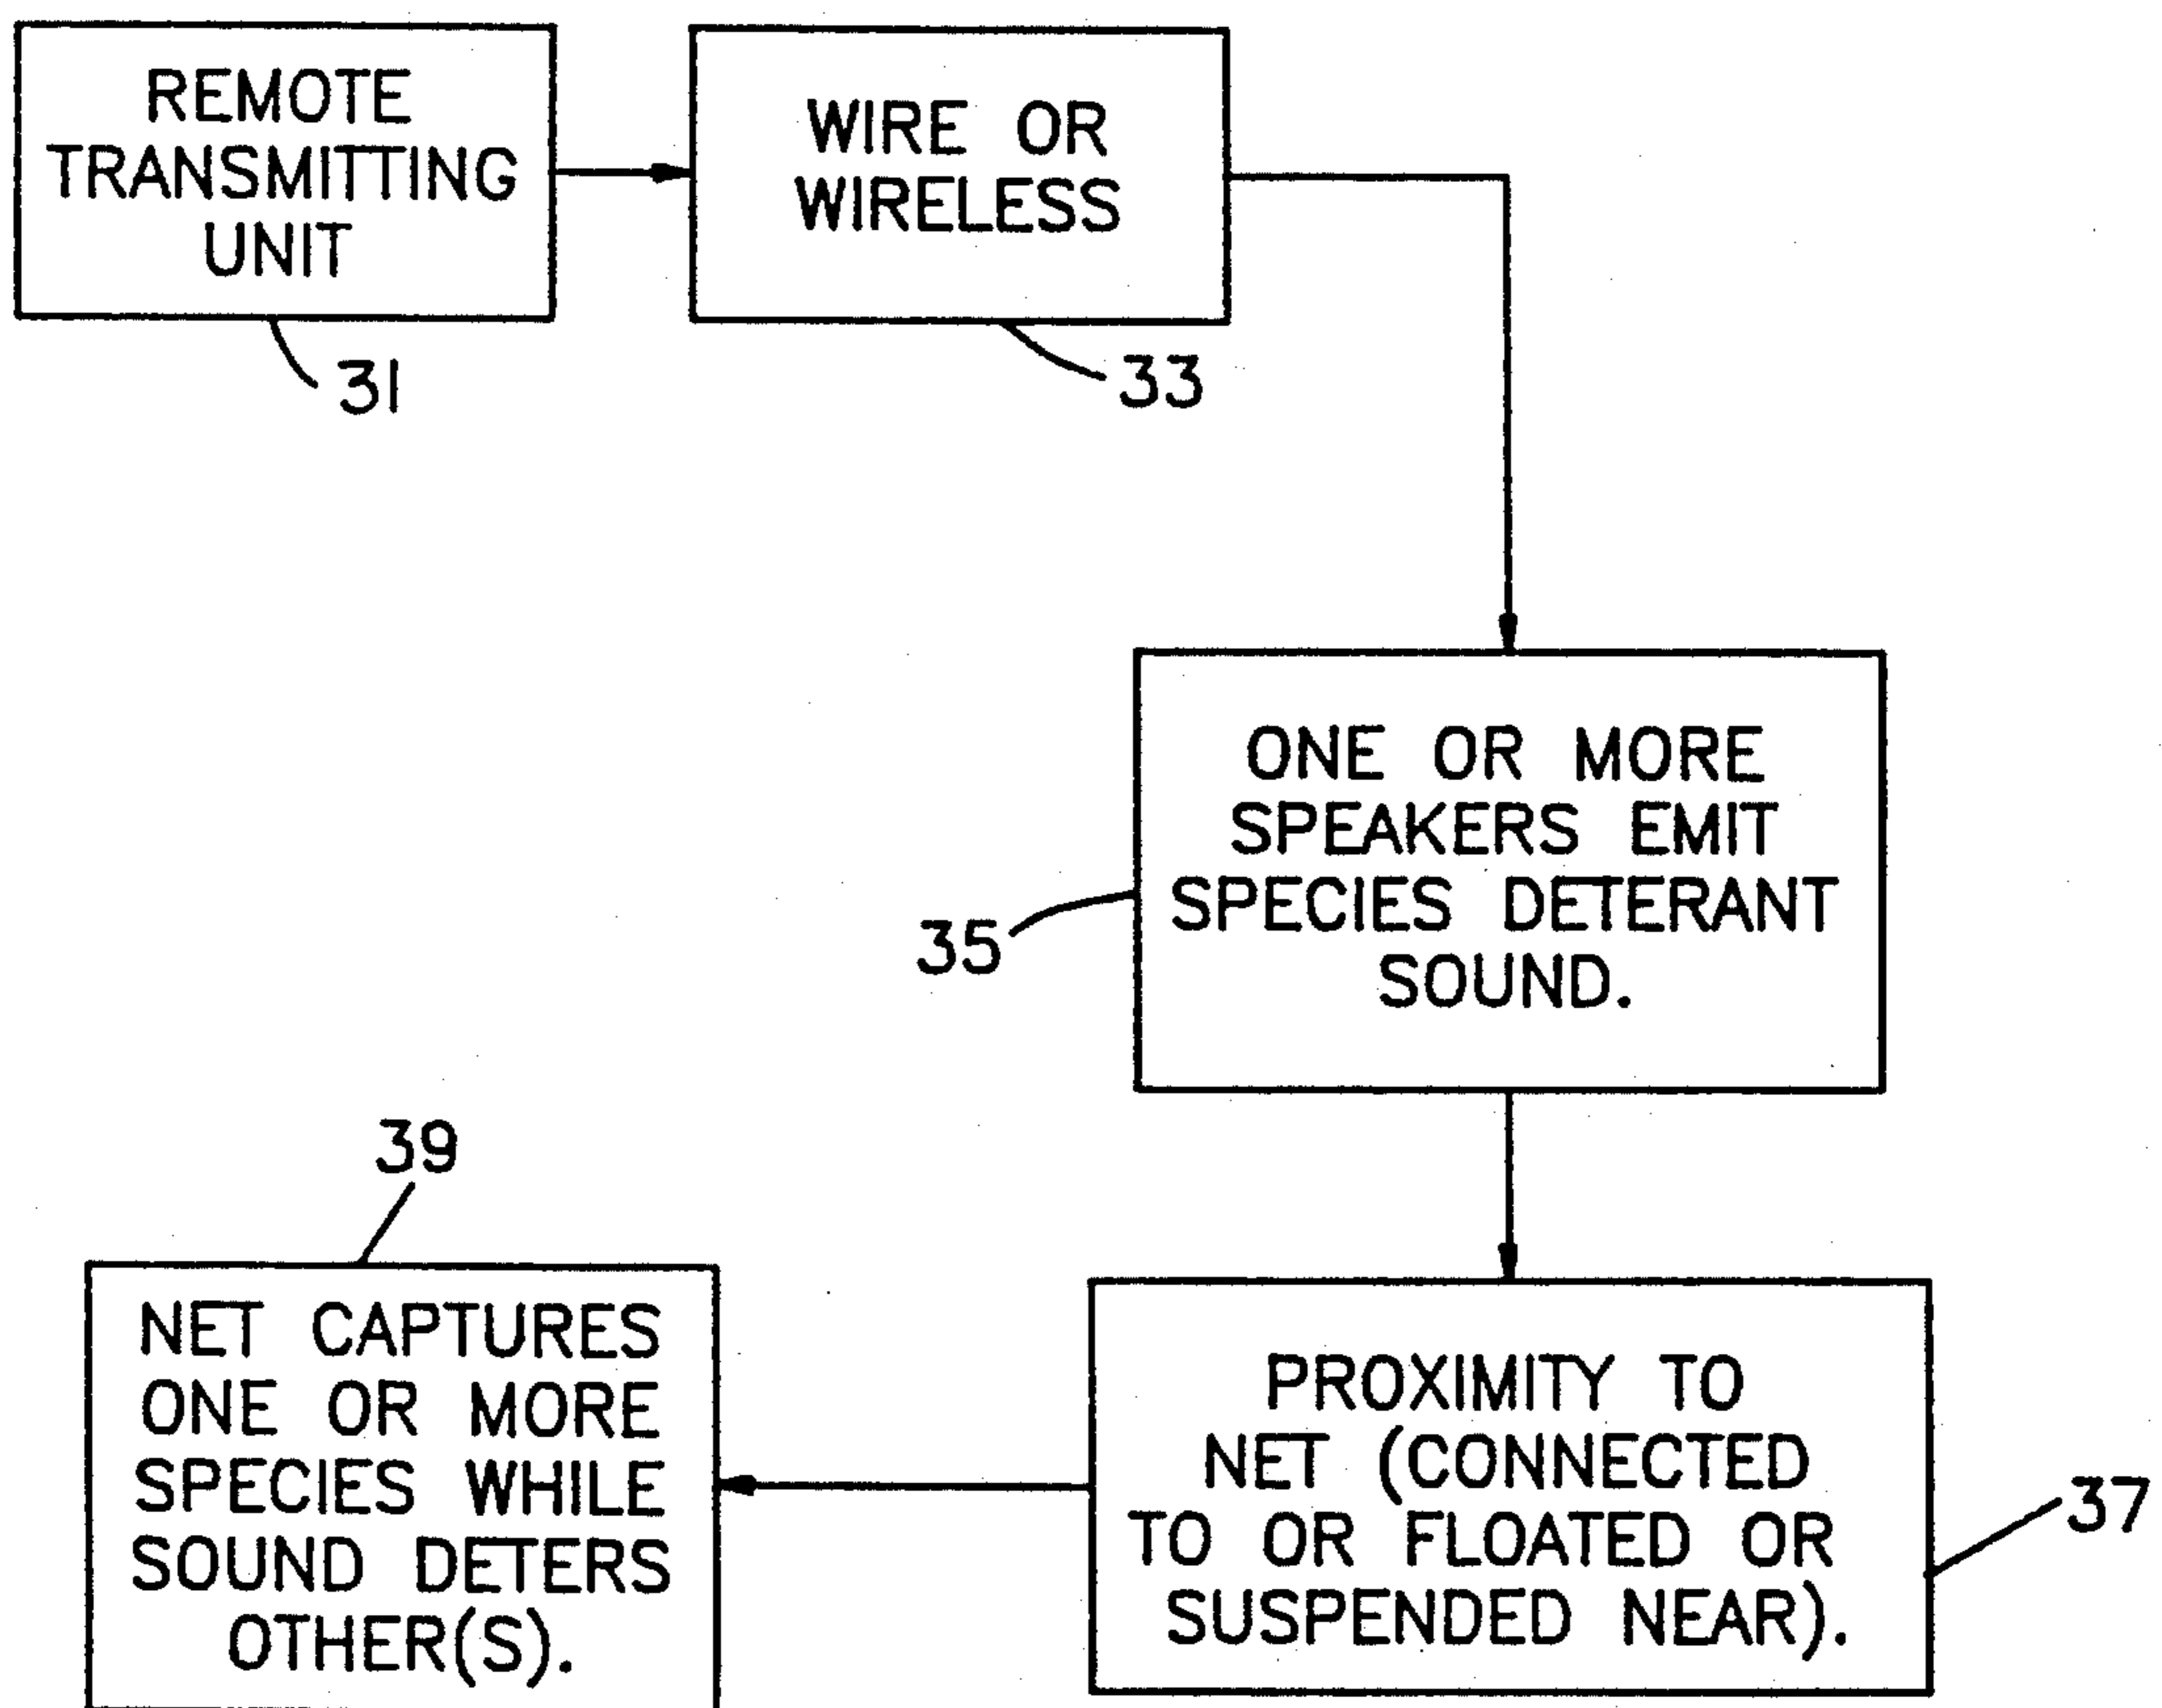 REMOTE
TRANSMITTING
UNIT
31
WIRE OR
WIRELESS
33
ONE OR MORE
SPEAKERS EMIT
SPECIES DETERANT
SOUND.
35
PROXIMITY TO
NET (CONNECTED
TO OR FLOATED OR
SUSPENDED NEAR).
37
39
NET CAPTURES
ONE OR MORE
SPECIES WHILE
SOUND DETERS
OTHER(S).